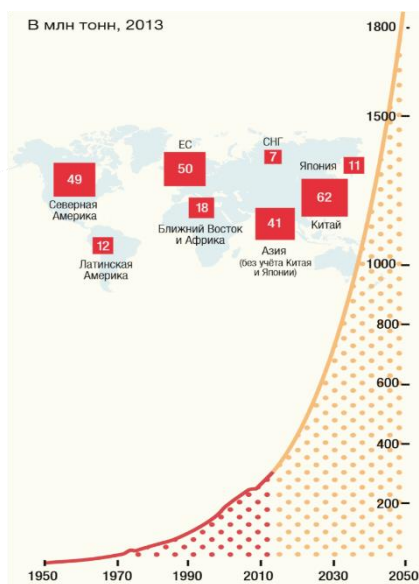 В млн тонн, 2013
1800
1500
ЕС
50
СНГ
7
Япония
11
49
Северная
Америка
18
Ближний Восток
и Африка
41
Азия
(без учёта Китая
и Японии)
62
Китай
12
Латинская
Америка
1000
800
600
400
200
1950
1970
1990
2010
2030
2050